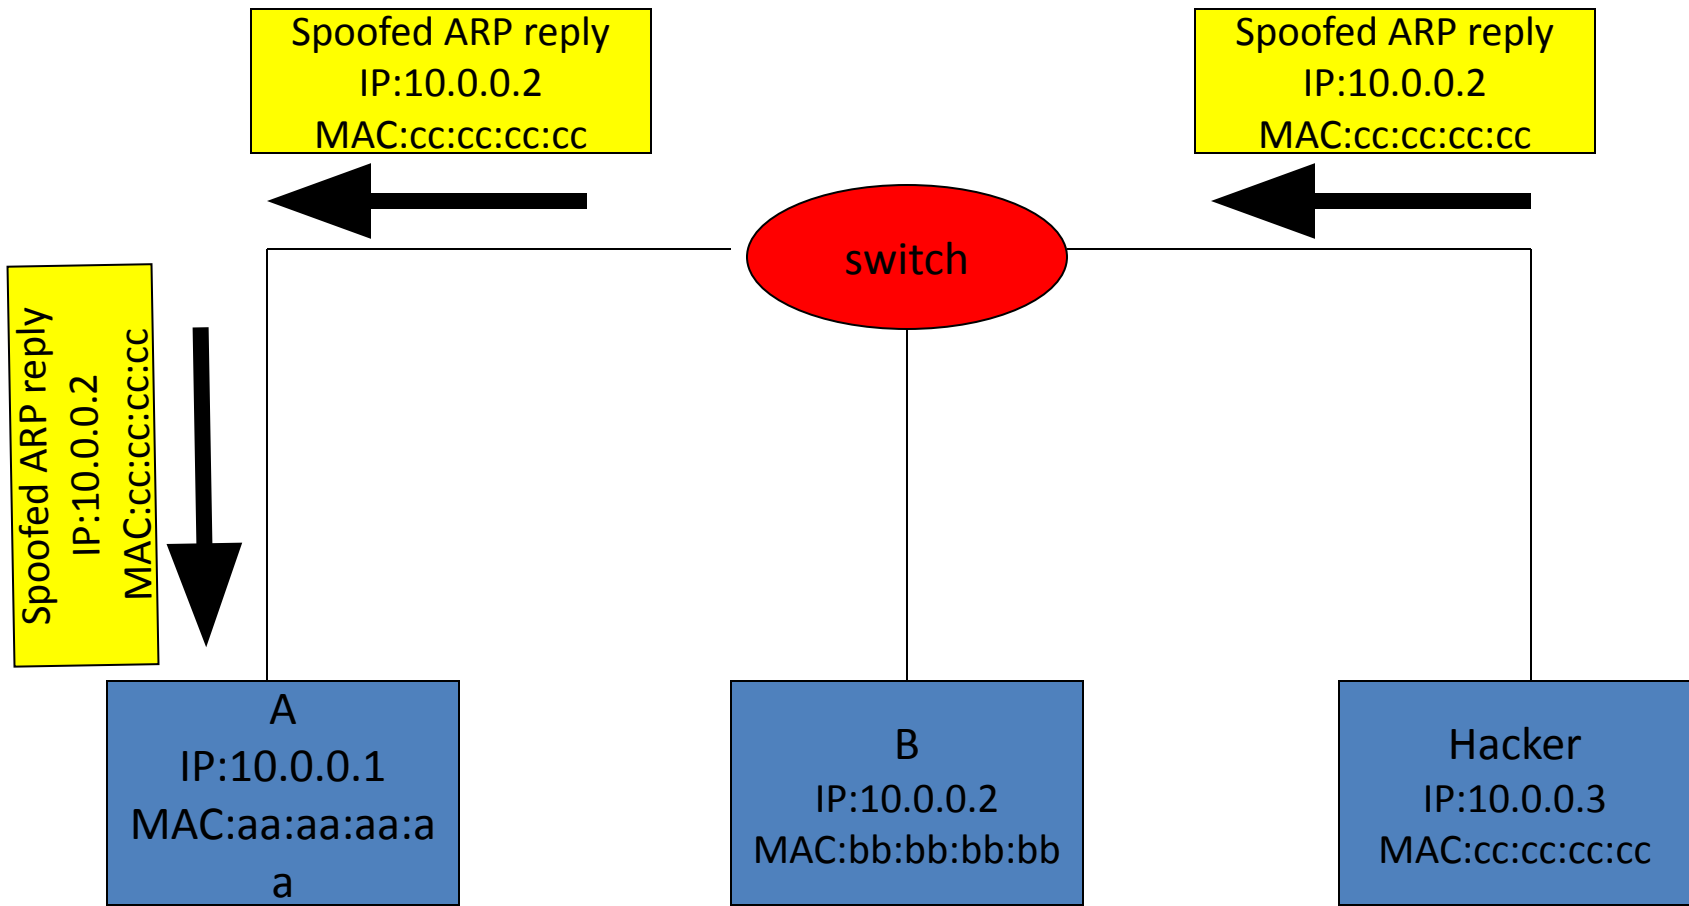 Spoofed ARP reply
IP:10.0.0.2
MAC:cc:cc:cc:cc
Spoofed ARP reply
IP:10.0.0.2
MAC:cc:cc:cc:cc
switch
Spoofed ARP reply
IP:10.0.0.2
MAC:cc:cc:cc:cc:cc
A
IP:10.0.0.1
MAC:aa:aa:aa:a
a
B
IP:10.0.0.2
MAC:bb:bb:bb:bb
Hacker
IP:10.0.0.3
MAC:cc:cc:cc:cc